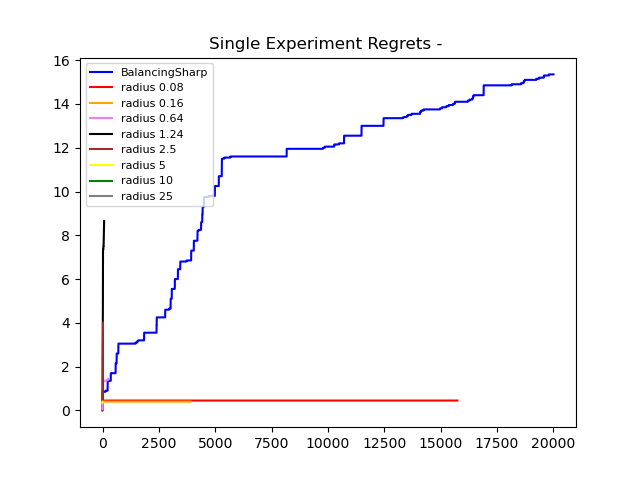 Single Experiment Regrets -
16
14
12
10
8
6
4
2
0
BalancingSharp
radius 0.08
radius 0.16
radius 0.64
radius 1.24
radius 2.5
radius 5
radius 10
radius 25
0 2500 5000 7500 10000 12500 15000 17500 20000